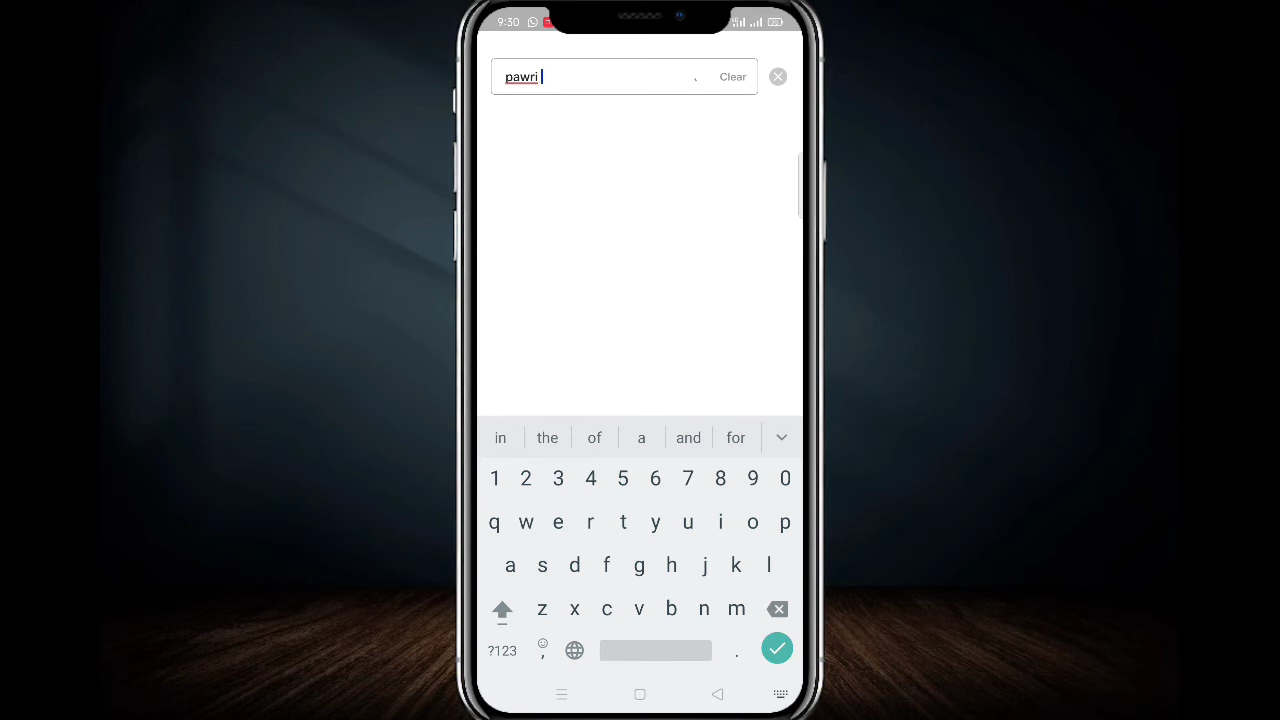 9:30
pawri Clear
in the of a and for
1 2 3 4 5 6 7 8 9 0
q w e r t y u i o p
a s d f g h j k l
z x c v b n m
?123 , .